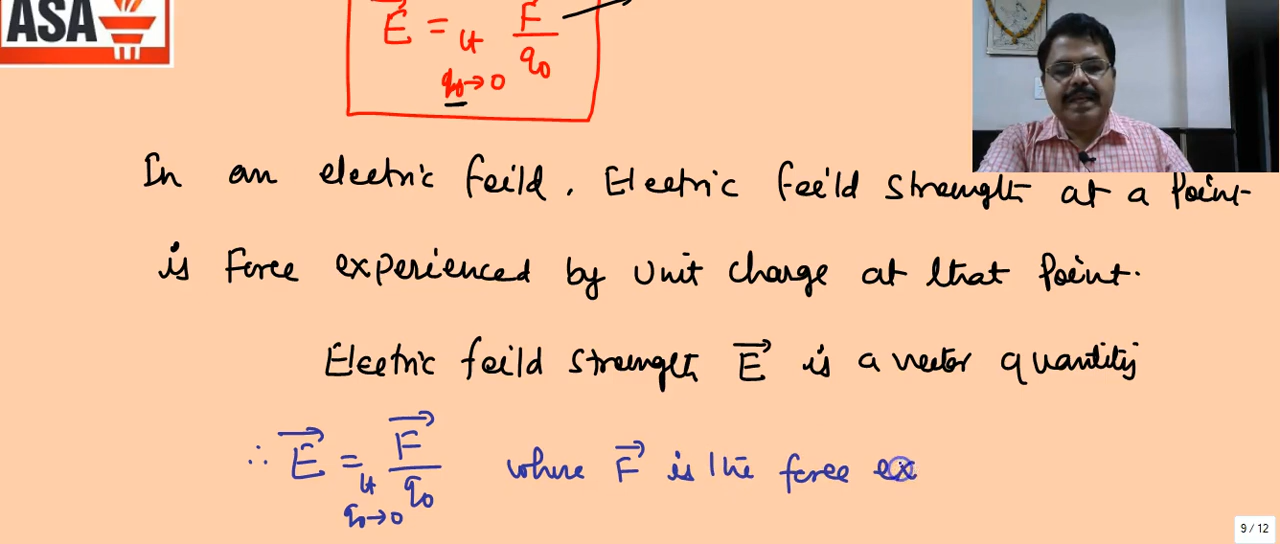 ASA
E = lt q₀→0 F/q₀
In an electric feild. Electric feild strength at a point
is Force experienced by unit charge at that point.
Electric feild strength E⃗ is a vector quantity
∴ E⃗ = lt q₀→0 F⃗/q₀ where F⃗ is the force ex
9 / 12